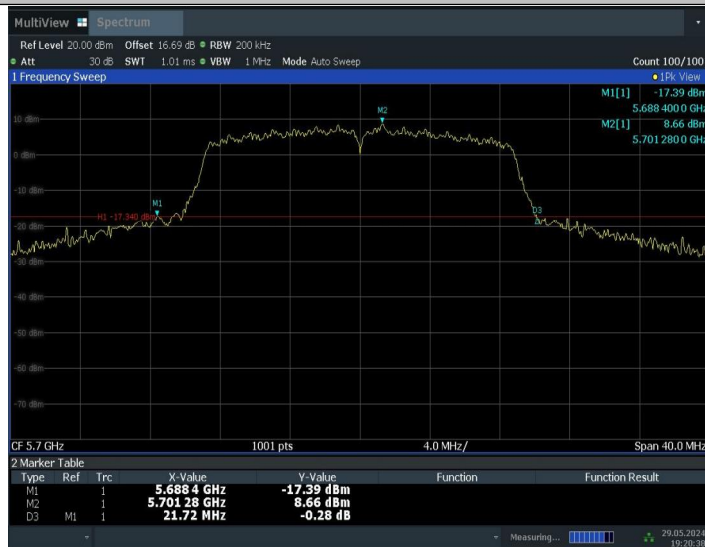 MultiView Spectrum
Ref Level 20.00 dBm Offset 16.69 dB RBW 200 kHz
Att 30 dB SWT 1.01 ms VBW 1 MHz Mode Auto Sweep Count 100/100
1 Frequency Sweep 1Pk View
M1[1] -17.39 dBm
5.688 400 0 GHz
M2[1] 8.66 dBm
5.701 280 0 GHz
M2
10 dBm
0 dBm
-10 dBm
M1
H1 -17.340 dBm
D3
-20 dBm
-30 dBm
-40 dBm
-50 dBm
-60 dBm
-70 dBm
CF 5.7 GHz 1001 pts 4.0 MHz/ Span 40.0 MHz
2 Marker Table
Type Ref Trc X-Value Y-Value Function Function Result
M1 1 5.688 4 GHz -17.39 dBm
M2 1 5.701 28 GHz 8.66 dBm
D3 M1 1 21.72 MHz -0.28 dB
Measuring... 29.05.2024
19:20:38